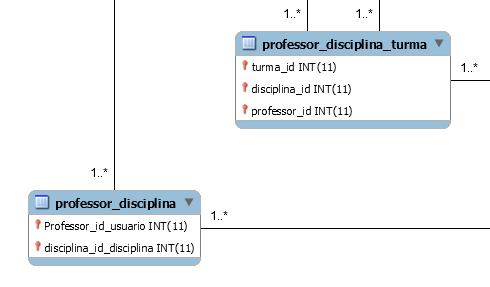 1..*
1..*
professor_disciplina_turma
turma_id INT(11)
disciplina_id INT(11)
professor_id INT(11)
1..*
1..*
professor_disciplina
Professor_id_usuario INT(11)
disciplina_id_disciplina INT(11)
1..*